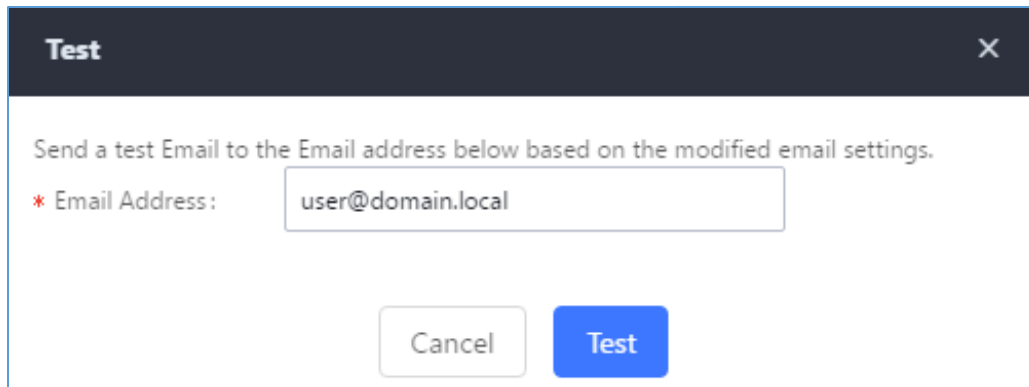 Test
Send a test Email to the Email address below based on the modified email settings.
* Email Address: user@domain.local
Cancel Test